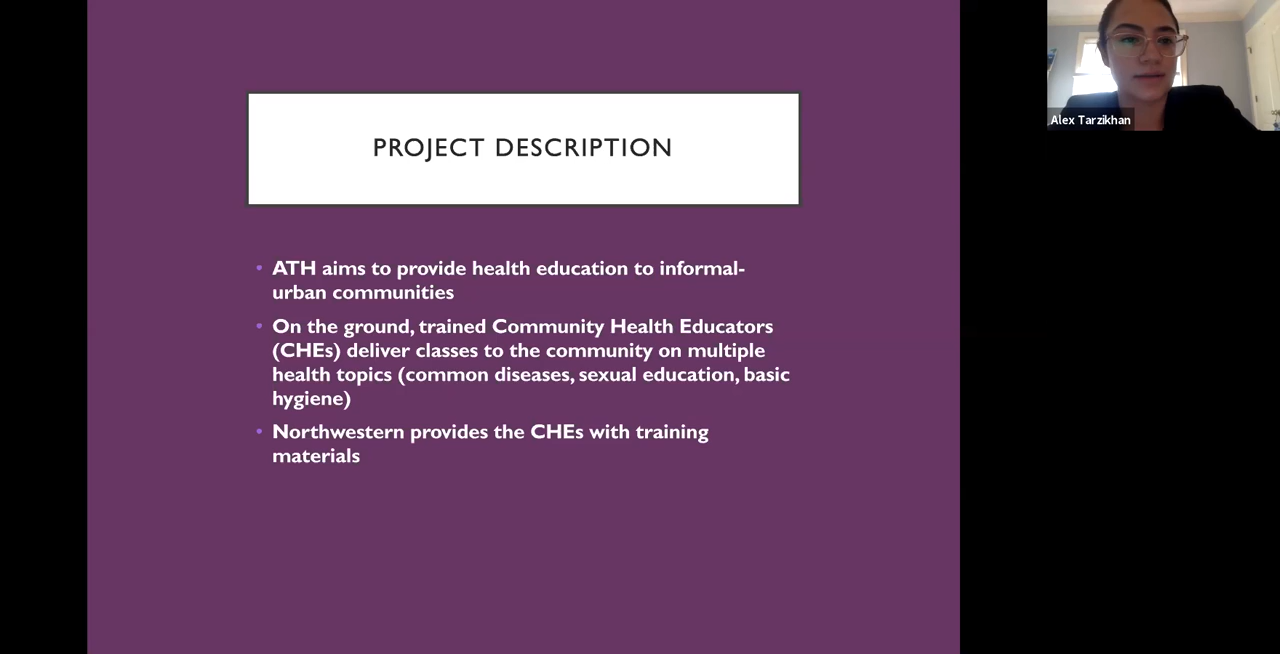 PROJECT DESCRIPTION
• ATH aims to provide health education to informal-
urban communities
• On the ground, trained Community Health Educators
(CHEs) deliver classes to the community on multiple
health topics (common diseases, sexual education, basic
hygiene)
• Northwestern provides the CHEs with training
materials
Alex Tarzikhan